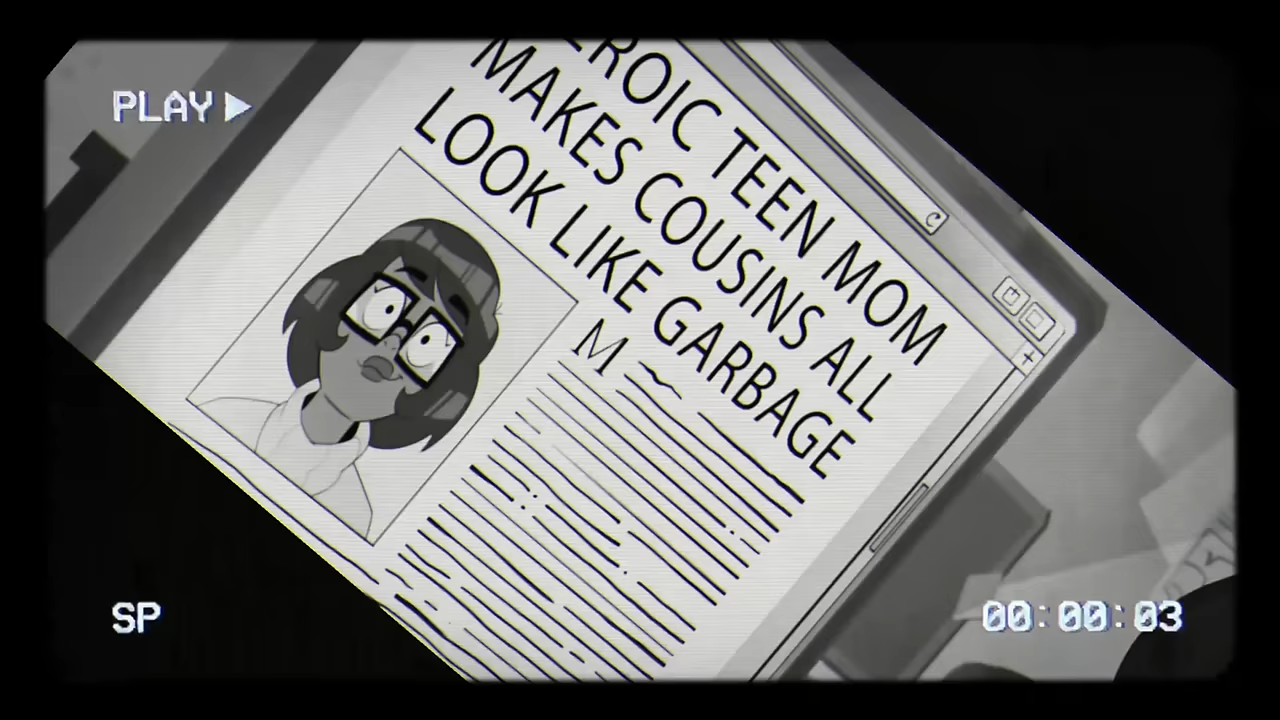 PLAY
EROIC TEEN MOM
MAKES COUSINS ALL
LOOK LIKE GARBAGE
M
SP
00:00:03